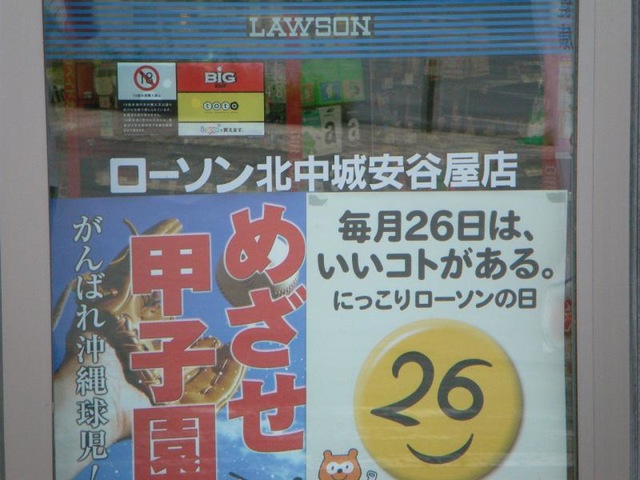 LAWSON
18
BIG
toto
ローソン北中城安谷屋店
めざせ
甲子園
がんばれ沖縄球児!
毎月26日は、
いいコトがある。
にっこりローソンの日
26